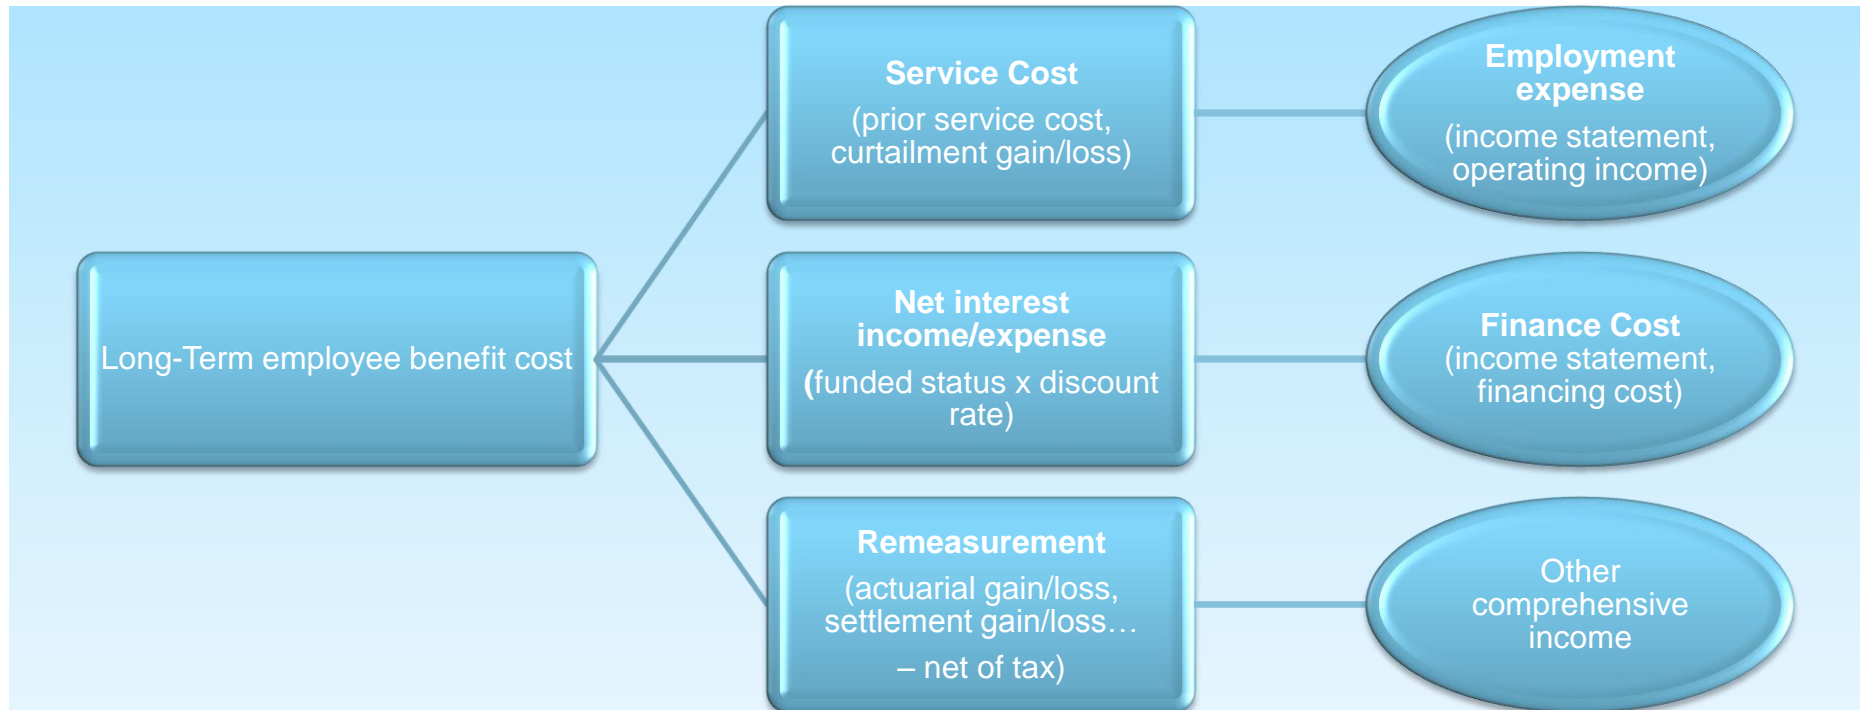 Service Cost
(prior service cost,
curtailment gain/loss)
Employment
expense
(income statement,
operating income)
Long-Term employee benefit cost
Net interest
income/expense
(funded status x discount
rate)
Finance Cost
(income statement,
financing cost)
Remeasurement
(actuarial gain/loss,
settlement gain/loss…
– net of tax)
Other
comprehensive
income